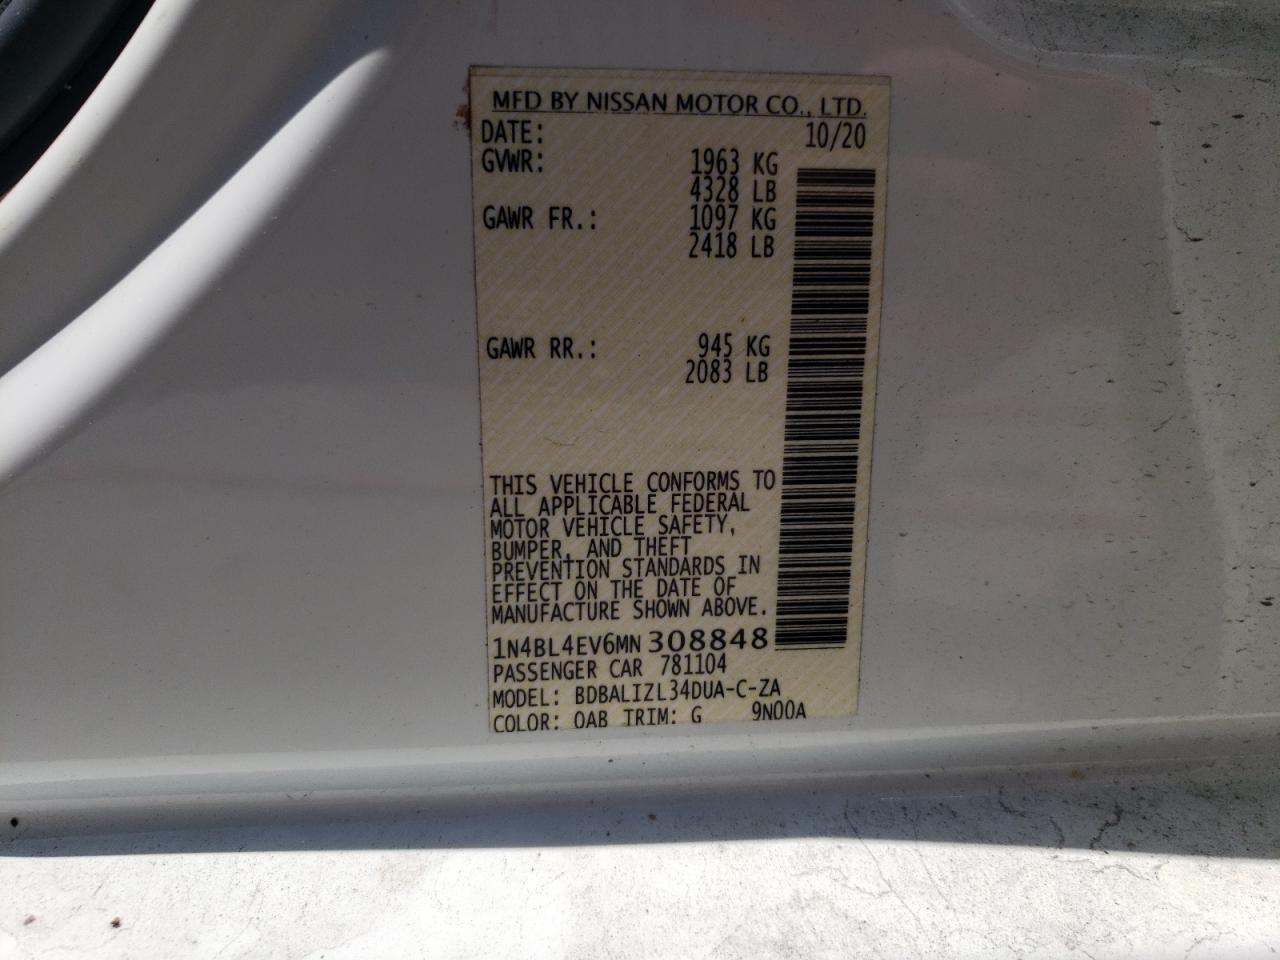 MFD BY NISSAN MOTOR CO., LTD.
DATE: 10/20
GVWR: 1963 KG
4328 LB
GAWR FR.: 1097 KG
2418 LB
GAWR RR.: 945 KG
2083 LB
THIS VEHICLE CONFORMS TO
ALL APPLICABLE FEDERAL
MOTOR VEHICLE SAFETY,
BUMPER, AND THEFT
PREVENTION STANDARDS IN
EFFECT ON THE DATE OF
MANUFACTURE SHOWN ABOVE.
1N4BL4EV6MN308848
PASSENGER CAR 781104
MODEL: BDBALIZL34DUA-C-ZA
COLOR: QAB TRIM: G 9N00A